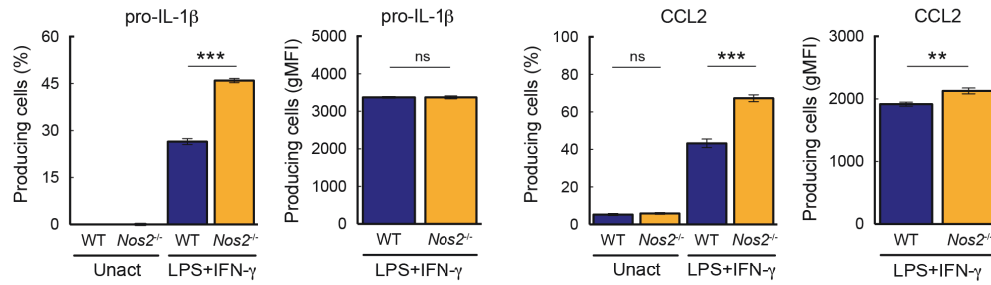 pro-IL-1β
Producing cells (%)
60
45
30
15
0
***
WT Nos2-/- WT Nos2-/-
Unact LPS+IFN-γ
pro-IL-1β
Producing cells (gMFI)
5000
4000
3000
2000
1000
0
ns
WT Nos2-/-
LPS+IFN-γ
CCL2
Producing cells (%)
100
80
60
40
20
0
ns
***
WT Nos2-/- WT Nos2-/-
Unact LPS+IFN-γ
CCL2
Producing cells (gMFI)
3000
2000
1000
0
**
WT Nos2-/-
LPS+IFN-γ